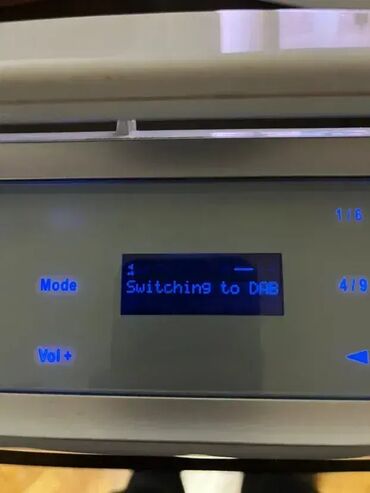 1/6
Mode
Switching to DAB
4/9
Vol +